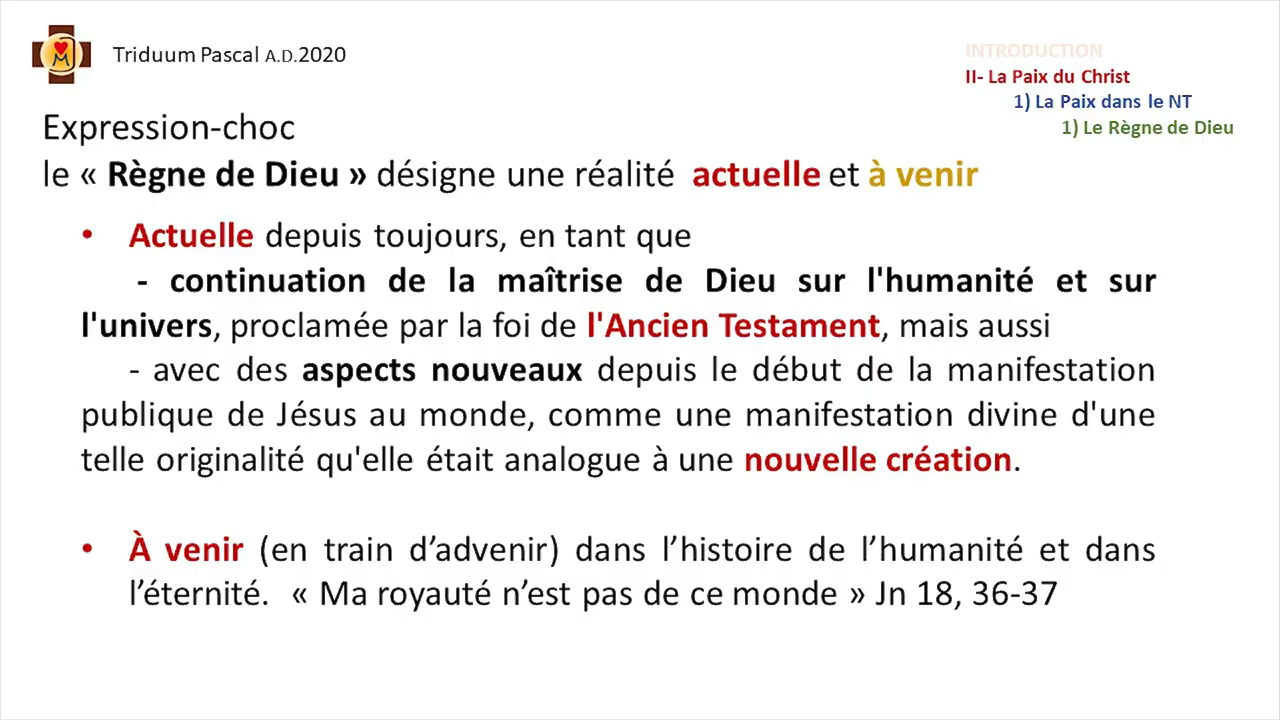 Triduum Pascal A.D.2020
INTRODUCTION
II- La Paix du Christ
1) La Paix dans le NT
1) Le Règne de Dieu
Expression-choc
le « Règne de Dieu » désigne une réalité actuelle et à venir
• Actuelle depuis toujours, en tant que
- continuation de la maîtrise de Dieu sur l'humanité et sur
l'univers, proclamée par la foi de l'Ancien Testament, mais aussi
- avec des aspects nouveaux depuis le début de la manifestation
publique de Jésus au monde, comme une manifestation divine d'une
telle originalité qu'elle était analogue à une nouvelle création.
• À venir (en train d’advenir) dans l’histoire de l’humanité et dans
l’éternité. « Ma royauté n’est pas de ce monde » Jn 18, 36-37